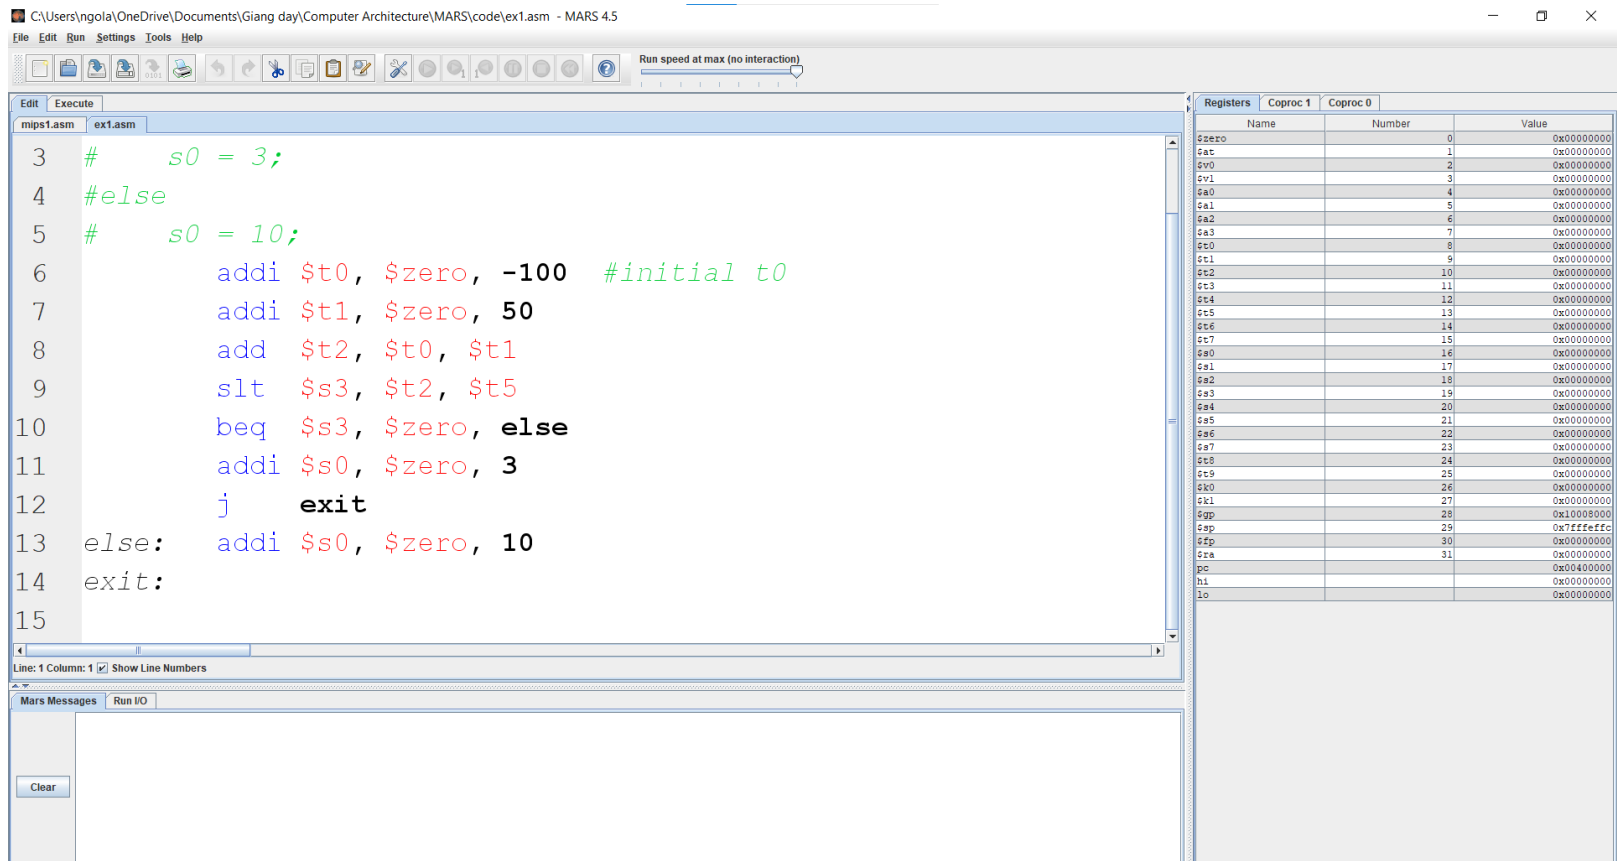 C:\Users\ngola\OneDrive\Documents\Giang day\Computer Architecture\MARS\code\ex1.asm - MARS 4.5
File Edit Run Settings Tools Help
Run speed at max (no interaction)
Edit Execute
mips1.asm ex1.asm
3 # s0 = 3;
4 #else
5 # s0 = 10;
6 addi $t0, $zero, -100 #initial t0
7 addi $t1, $zero, 50
8 add $t2, $t0, $t1
9 slt $s3, $t2, $t5
10 beq $s3, $zero, else
11 addi $s0, $zero, 3
12 j exit
13 else: addi $s0, $zero, 10
14 exit:
15
Line: 1 Column: 1 Show Line Numbers
Mars Messages Run I/O
Clear
Registers Coproc 1 Coproc 0
Name Number Value
$zero 0 0x00000000
$at 1 0x00000000
$v0 2 0x00000000
$v1 3 0x00000000
$a0 4 0x00000000
$a1 5 0x00000000
$a2 6 0x00000000
$a3 7 0x00000000
$t0 8 0x00000000
$t1 9 0x00000000
$t2 10 0x00000000
$t3 11 0x00000000
$t4 12 0x00000000
$t5 13 0x00000000
$t6 14 0x00000000
$t7 15 0x00000000
$s0 16 0x00000000
$s1 17 0x00000000
$s2 18 0x00000000
$s3 19 0x00000000
$s4 20 0x00000000
$s5 21 0x00000000
$s6 22 0x00000000
$s7 23 0x00000000
$t8 24 0x00000000
$t9 25 0x00000000
$k0 26 0x00000000
$k1 27 0x00000000
$gp 28 0x10008000
$sp 29 0x7fffeffc
$fp 30 0x00000000
$ra 31 0x00000000
pc 0x00400000
hi 0x00000000
lo 0x00000000